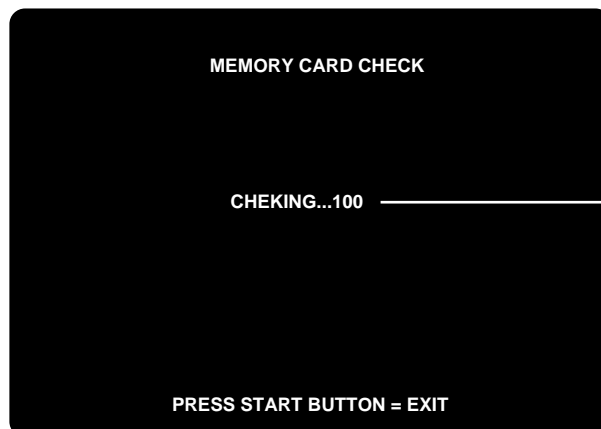 MEMORY CARD CHECK
CHEKING...100
PRESS START BUTTON = EXIT